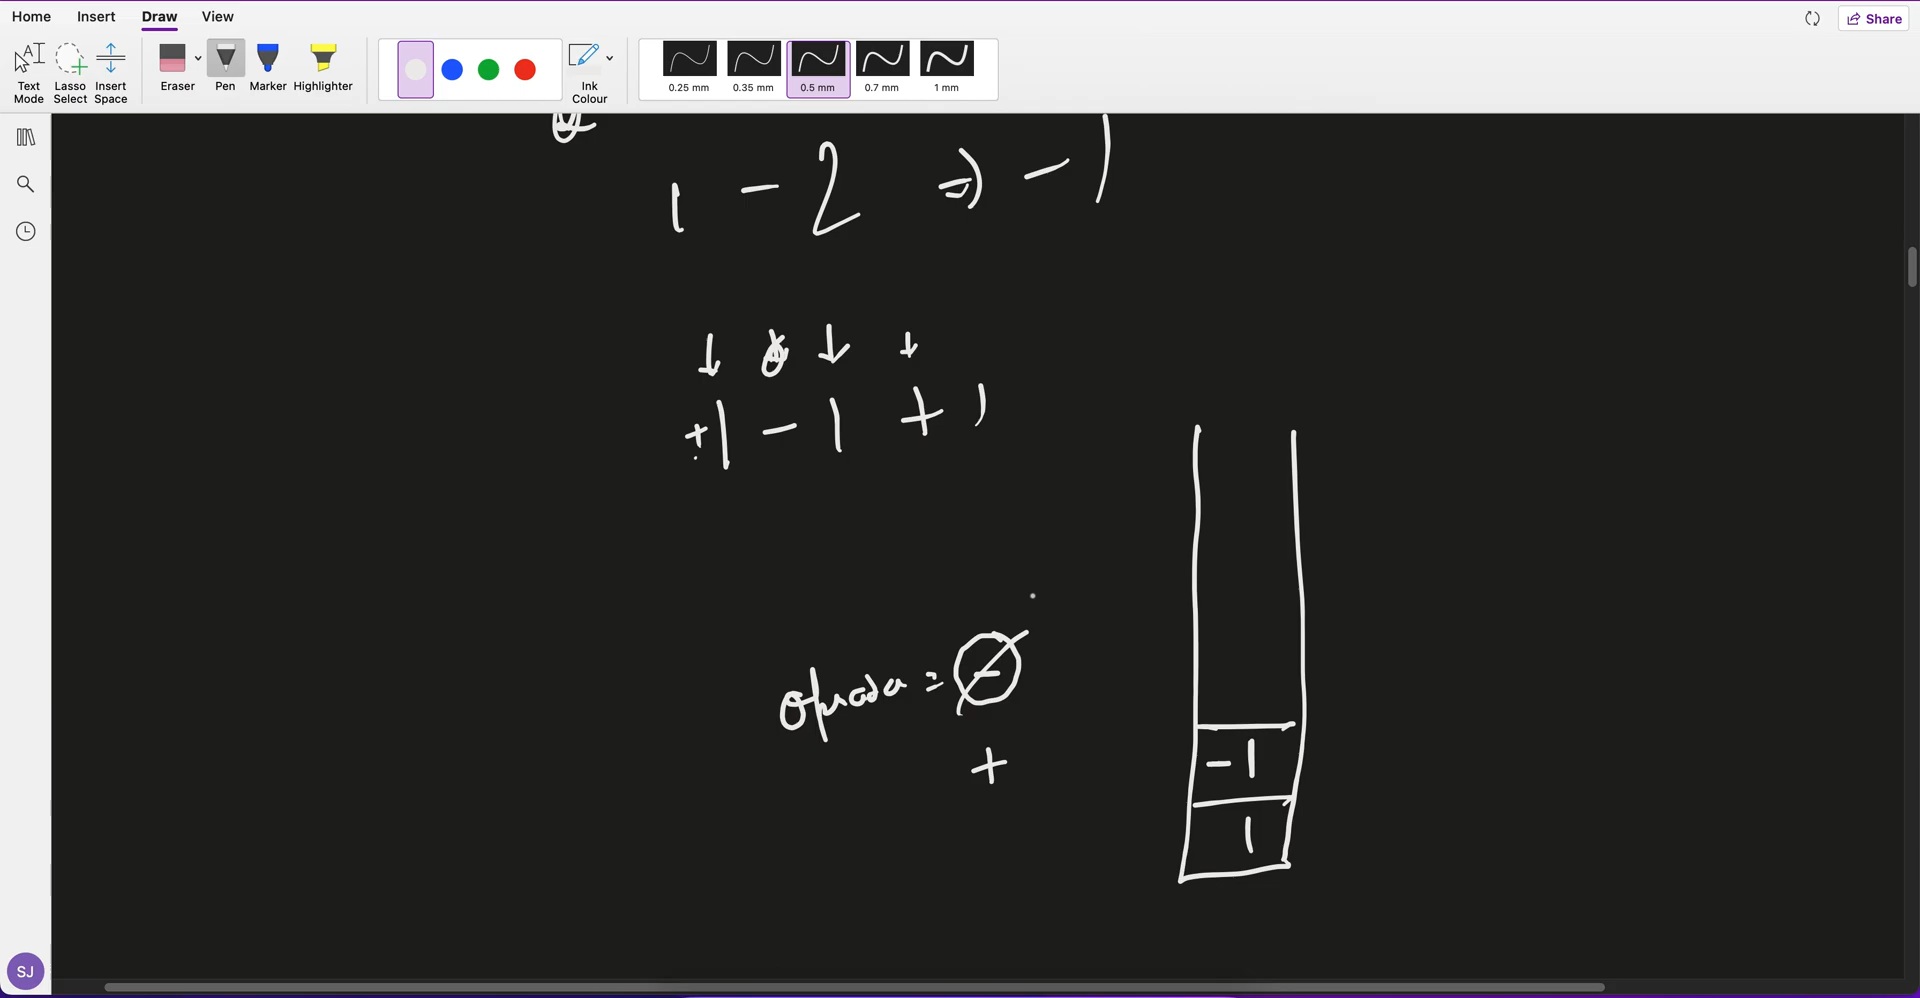 Home Insert Draw View
Share
Text Mode
Lasso Select
Insert Space
Eraser
Pen
Marker
Highlighter
Ink Colour
0.25 mm
0.35 mm
0.5 mm
0.7 mm
1 mm
1 - 2 => -1
+1 - 1 + 1
= -
+
-1
1
SJ